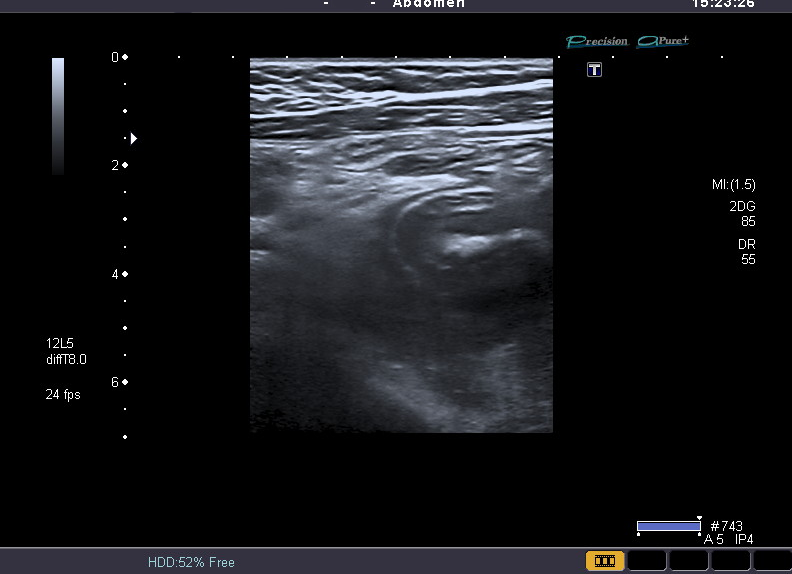 - - Abdomen 15:23:26
Precision APure+
T
0
2
4
6
MI:(1.5)
2DG
85
DR
55
12L5
diffT8.0
24 fps
#743
A 5 IP4
HDD:52% Free